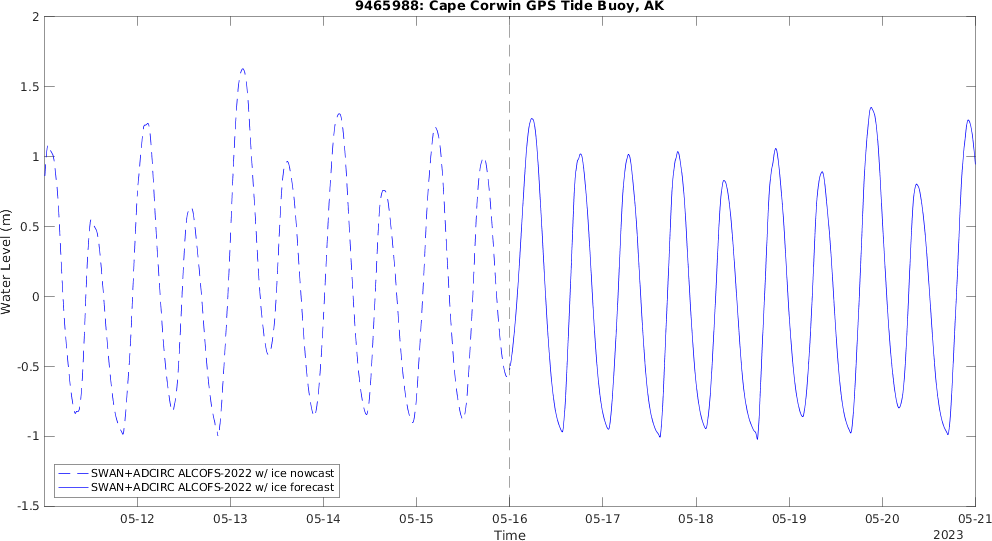 9465988: Cape Corwin GPS Tide Buoy, AK
2
1.5
1
0.5
0
-0.5
-1
-1.5
Water Level (m)
SWAN+ADCIRC ALCOFS-2022 w/ ice nowcast
SWAN+ADCIRC ALCOFS-2022 w/ ice forecast
05-12 05-13 05-14 05-15 05-16 05-17 05-18 05-19 05-20 05-21
Time
2023